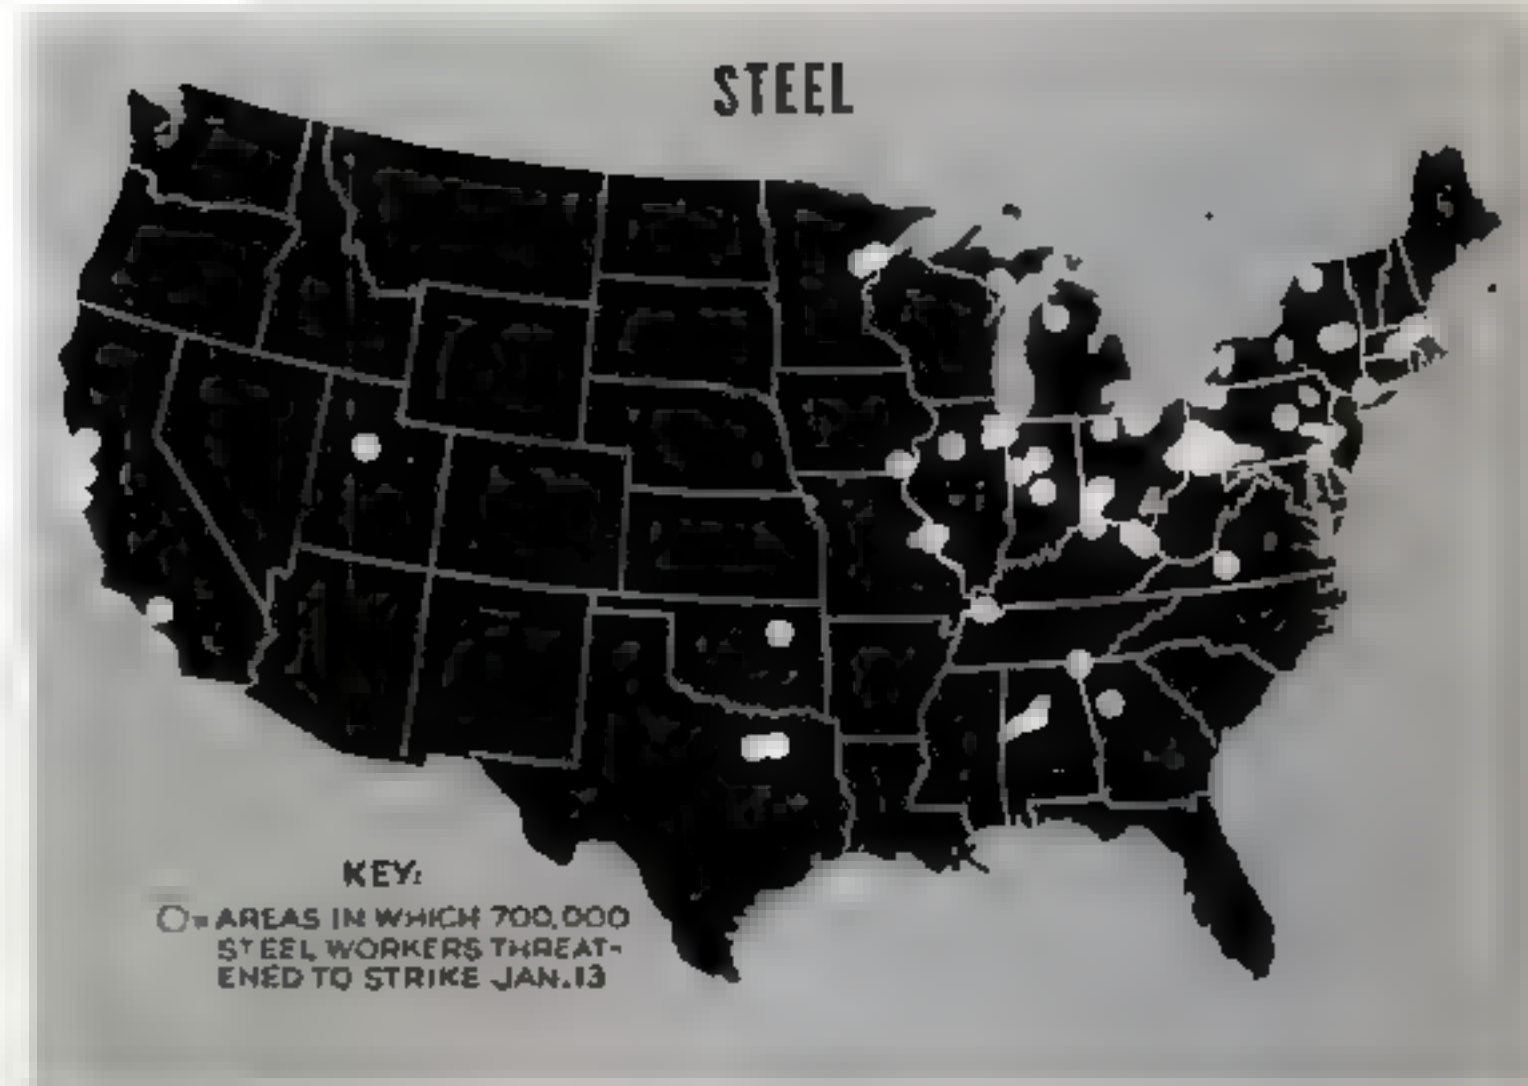 STEEL
KEY:
O= AREAS IN WHICH 700,000
STEEL WORKERS THREAT-
ENED TO STRIKE JAN.13